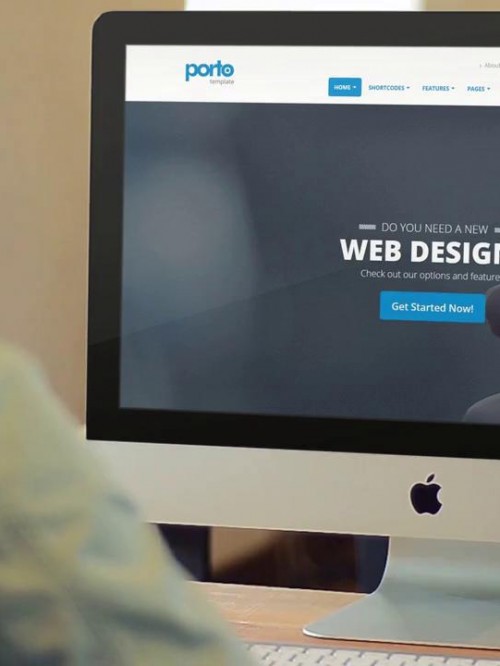 porto
template
About
HOME SHORTCODES FEATURES PAGES
DO YOU NEED A NEW
WEB DESIGN
Check out our options and feature
Get Started Now!